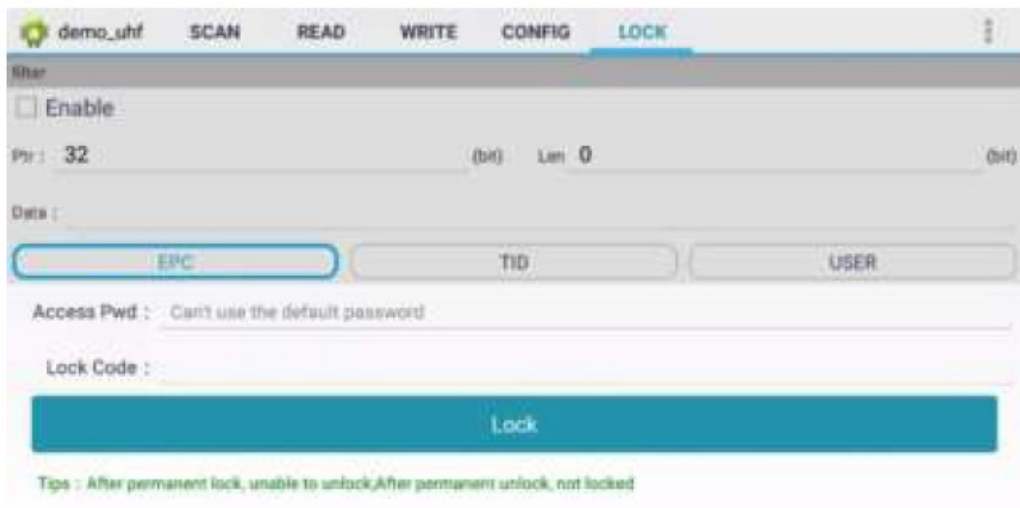 demo_uhf SCAN READ WRITE CONFIG LOCK
filter
Enable
Ptr : 32 (bit) Len 0 (bit)
Data :
EPC TID USER
Access Pwd : Can't use the default password
Lock Code :
Lock
Tips : After permanent lock, unable to unlock,After permanent unlock, not locked